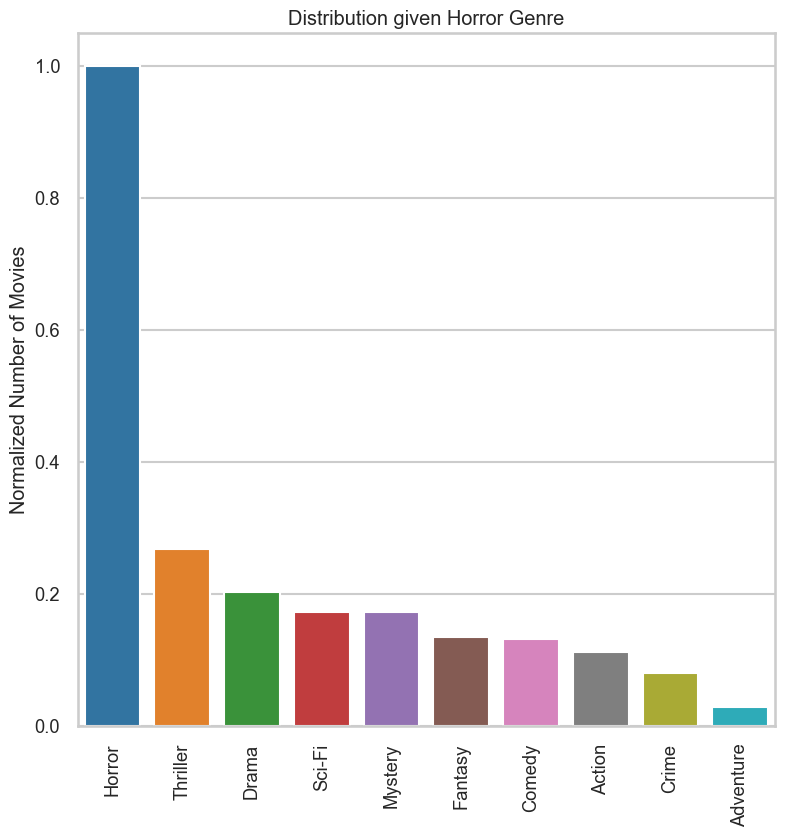 Distribution given Horror Genre
Normalized Number of Movies
1.0
0.8
0.6
0.4
0.2
0.0
Horror
Thriller
Drama
Sci-Fi
Mystery
Fantasy
Comedy
Action
Crime
Adventure